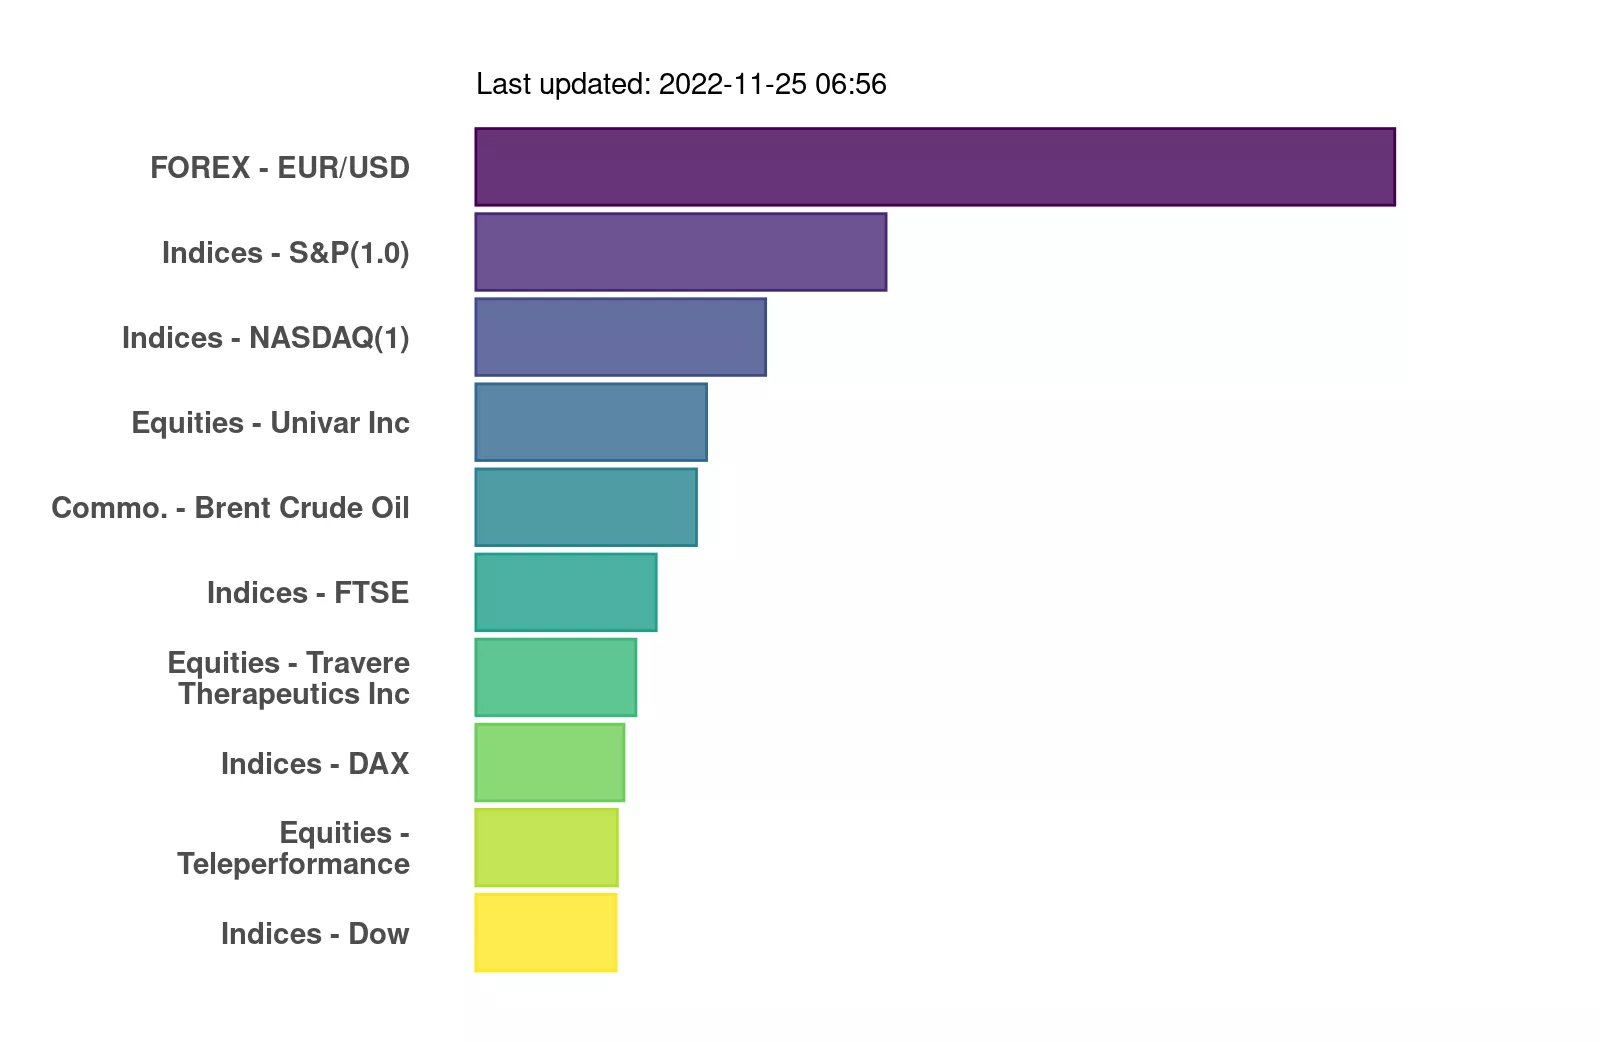 Last updated: 2022-11-25 06:56
FOREX - EUR/USD
Indices - S&P(1.0)
Indices - NASDAQ(1)
Equities - Univar Inc
Commo. - Brent Crude Oil
Indices - FTSE
Equities - Travere
Therapeutics Inc
Indices - DAX
Equities -
Teleperformance
Indices - Dow